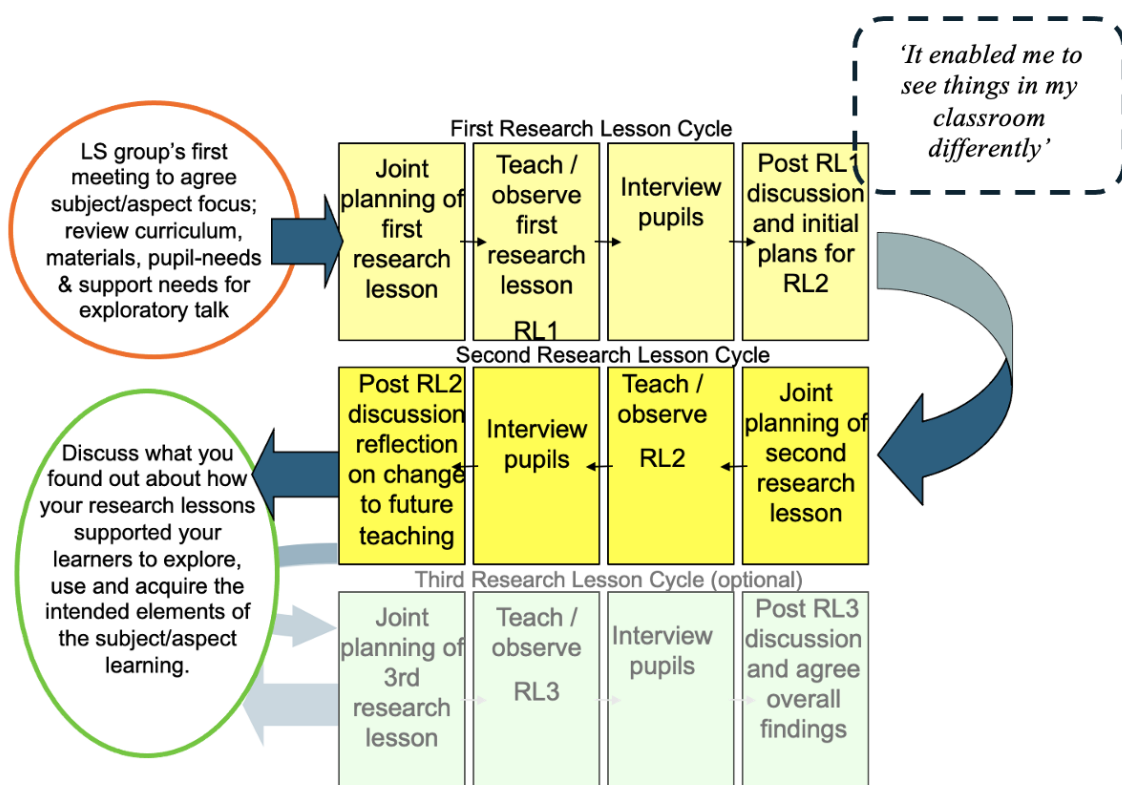 ‘It enabled me to
see things in my
classroom
differently’
LS group’s first
meeting to agree
subject/aspect focus;
review curriculum,
materials, pupil-needs
& support needs for
exploratory talk
First Research Lesson Cycle
Joint
planning of
first
research
lesson
Teach /
observe
first
research
lesson
RL1
Interview
pupils
Post RL1
discussion
and initial
plans for
RL2
Second Research Lesson Cycle
Joint
planning of
second
research
lesson
Teach /
observe
RL2
Interview
pupils
Post RL2
discussion
reflection
on change
to future
teaching
Discuss what you
found out about how
your research lessons
supported your
learners to explore,
use and acquire the
intended elements of
the subject/aspect
learning.
Third Research Lesson Cycle (optional)
Joint
planning of
3rd
research
lesson
Teach /
observe
RL3
Interview
pupils
Post RL3
discussion
and agree
overall
findings